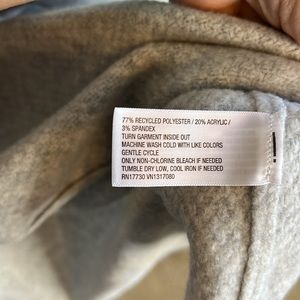 77% RECYCLED POLYESTER / 20% ACRYLIC /
3% SPANDEX
TURN GARMENT INSIDE OUT
MACHINE WASH COLD WITH LIKE COLORS
GENTLE CYCLE
ONLY NON-CHLORINE BLEACH IF NEEDED
TUMBLE DRY LOW, COOL IRON IF NEEDED
RN17730 VN1317080